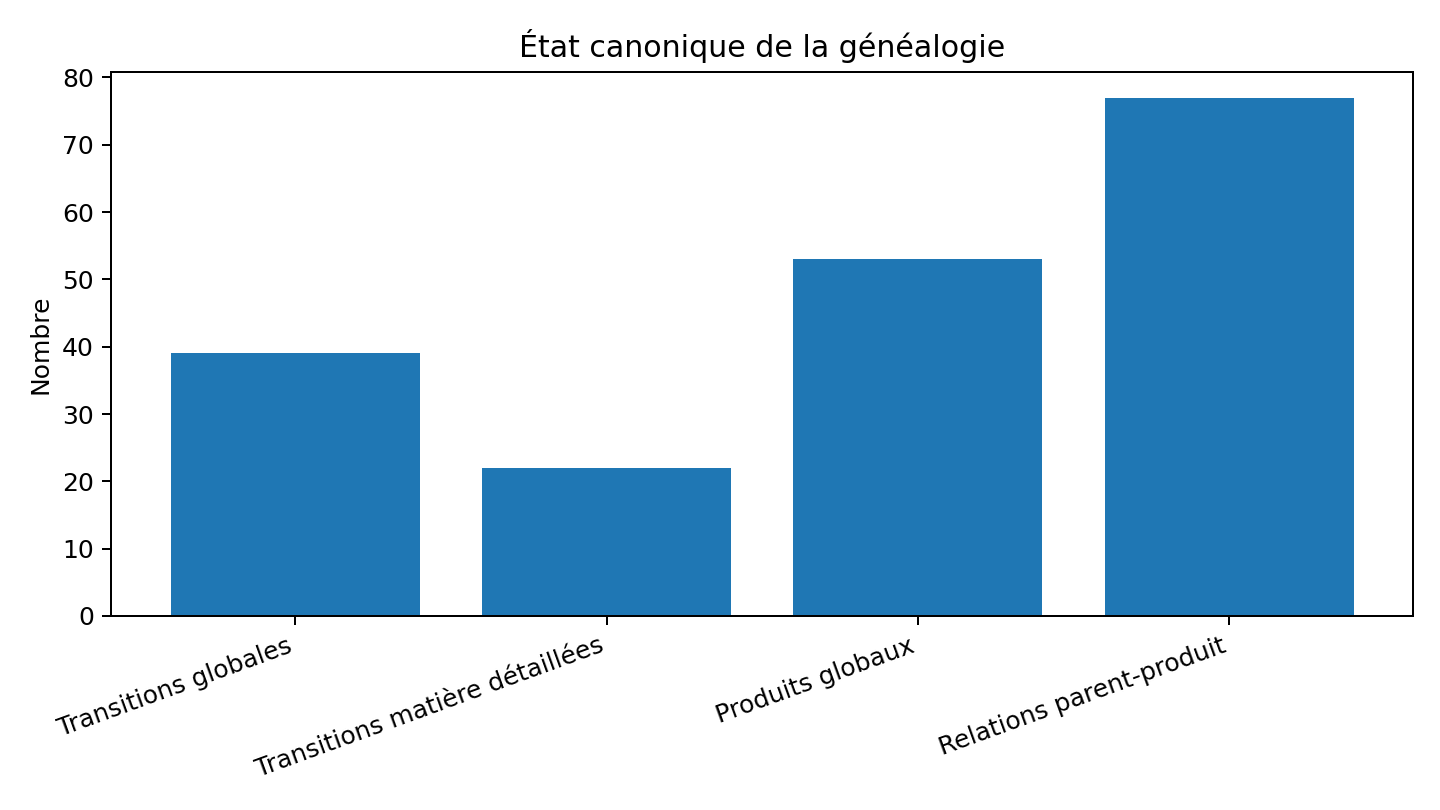 État canonique de la généalogie
80
70
60
50
40
30
20
10
0
Nombre
Transitions globales
Transitions matière détaillées
Produits globaux
Relations parent-produit